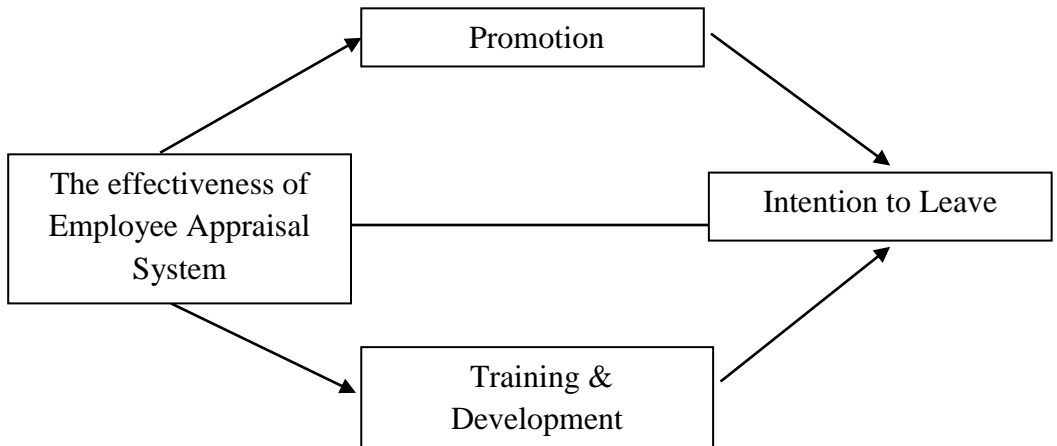 Promotion
The effectiveness of
Employee Appraisal
System
Intention to Leave
Training &
Development